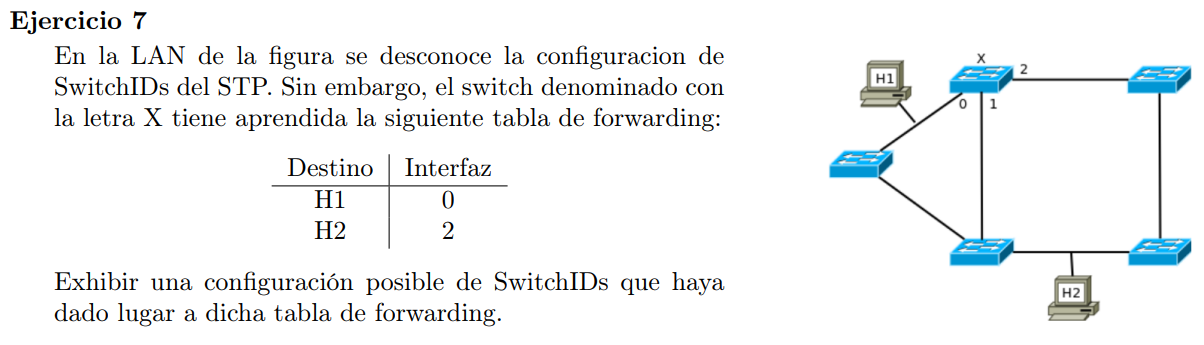 Ejercicio 7
En la LAN de la figura se desconoce la configuracion de
SwitchIDs del STP. Sin embargo, el switch denominado con
la letra X tiene aprendida la siguiente tabla de forwarding:
Destino Interfaz
H1 0
H2 2
Exhibir una configuración posible de SwitchIDs que haya
dado lugar a dicha tabla de forwarding.
X
2
H1
0 1
H2